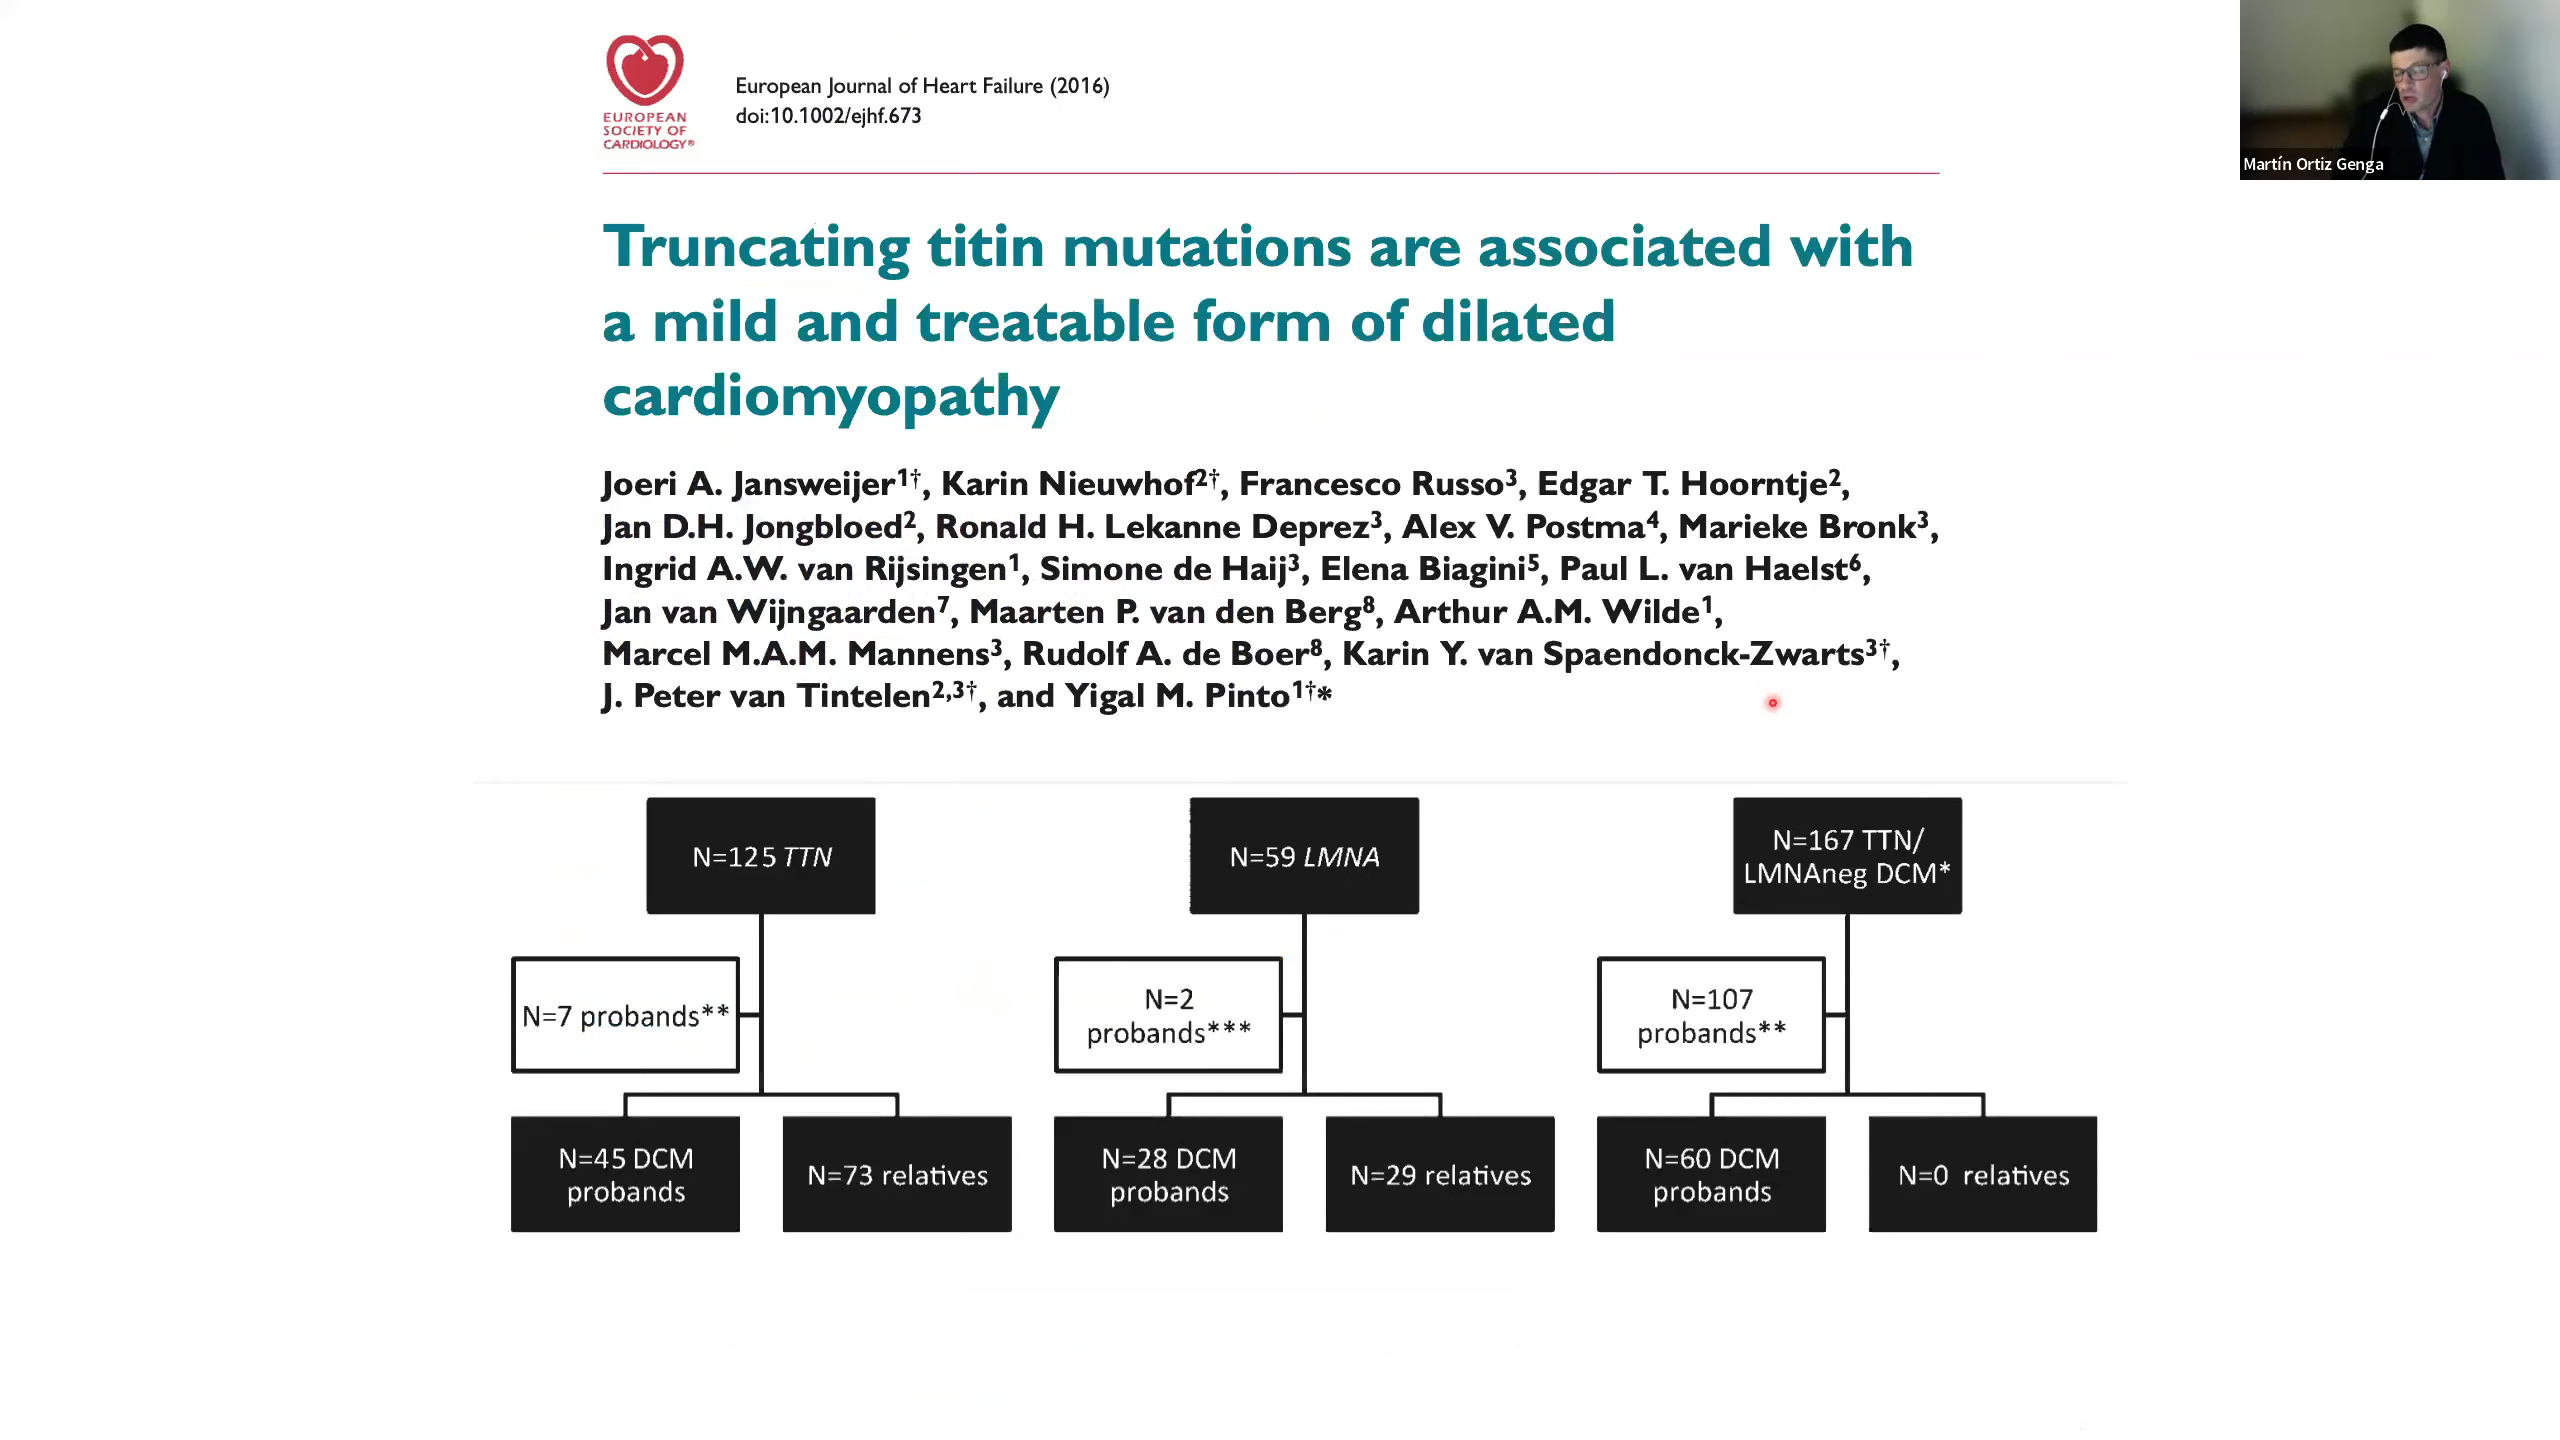 EUROPEAN
SOCIETY OF
CARDIOLOGY®
European Journal of Heart Failure (2016)
doi:10.1002/ejhf.673
Martín Ortiz Genga
Truncating titin mutations are associated with
a mild and treatable form of dilated
cardiomyopathy
Joeri A. Jansweijer1†, Karin Nieuwhof2†, Francesco Russo3, Edgar T. Hoorntje2,
Jan D.H. Jongbloed2, Ronald H. Lekanne Deprez3, Alex V. Postma4, Marieke Bronk3,
Ingrid A.W. van Rijsingen1, Simone de Haij3, Elena Biagini5, Paul L. van Haelst6,
Jan van Wijngaarden7, Maarten P. van den Berg8, Arthur A.M. Wilde1,
Marcel M.A.M. Mannens3, Rudolf A. de Boer8, Karin Y. van Spaendonck-Zwarts3†,
J. Peter van Tintelen2,3†, and Yigal M. Pinto1†*
N=125 TTN
N=7 probands**
N=45 DCM
probands
N=73 relatives
N=59 LMNA
N=2
probands***
N=28 DCM
probands
N=29 relatives
N=167 TTN/
LMNAneg DCM*
N=107
probands**
N=60 DCM
probands
N=0 relatives